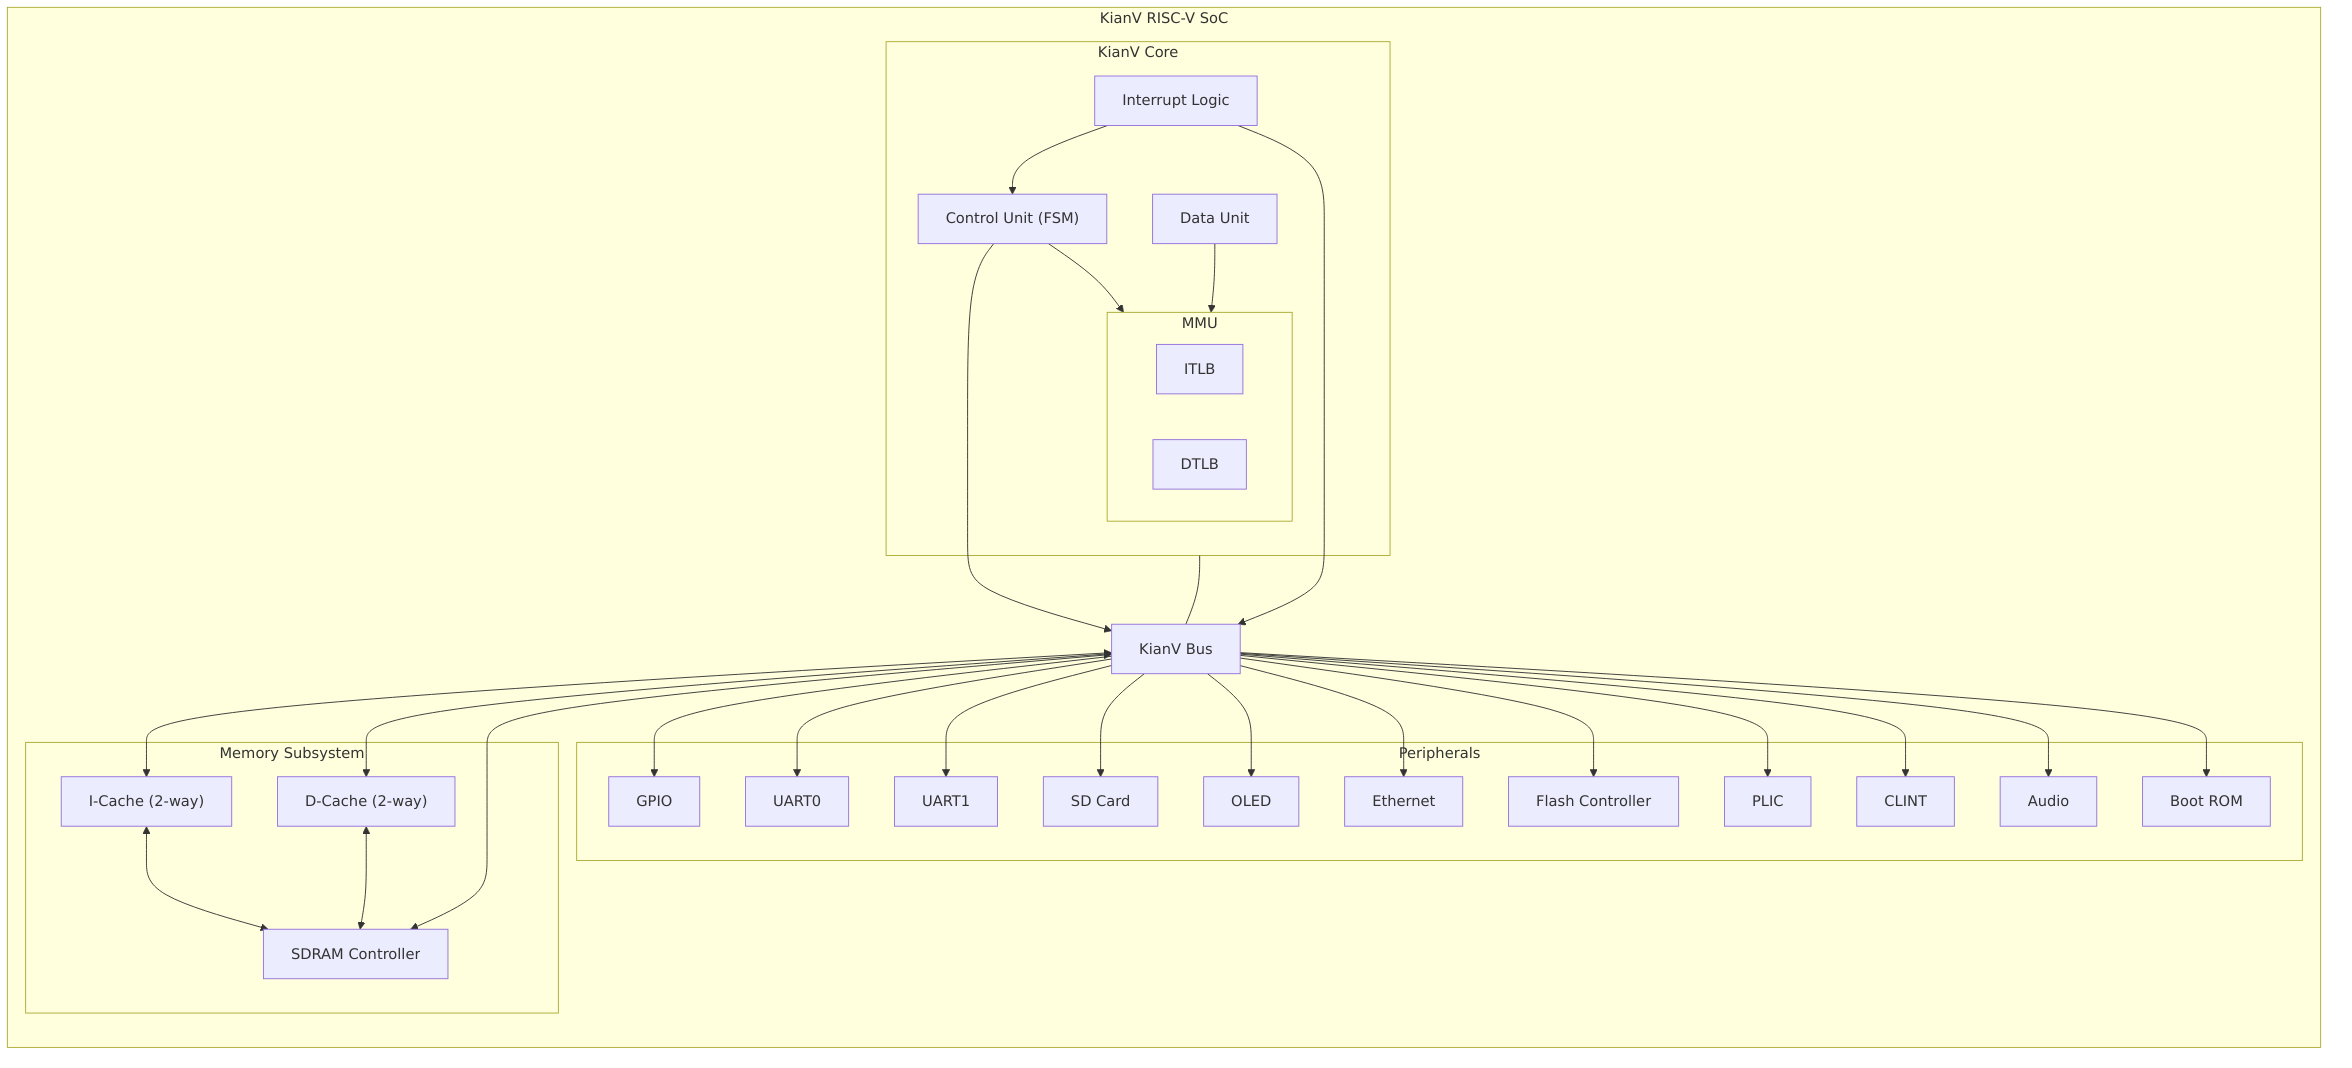 KianV RISC-V SoC
KianV Core
Interrupt Logic
Control Unit (FSM)
Data Unit
MMU
ITLB
DTLB
KianV Bus
Memory Subsystem
Peripherals
I-Cache (2-way)
D-Cache (2-way)
GPIO
UART0
UART1
SD Card
OLED
Ethernet
Flash Controller
PLIC
CLINT
Audio
Boot ROM
SDRAM Controller